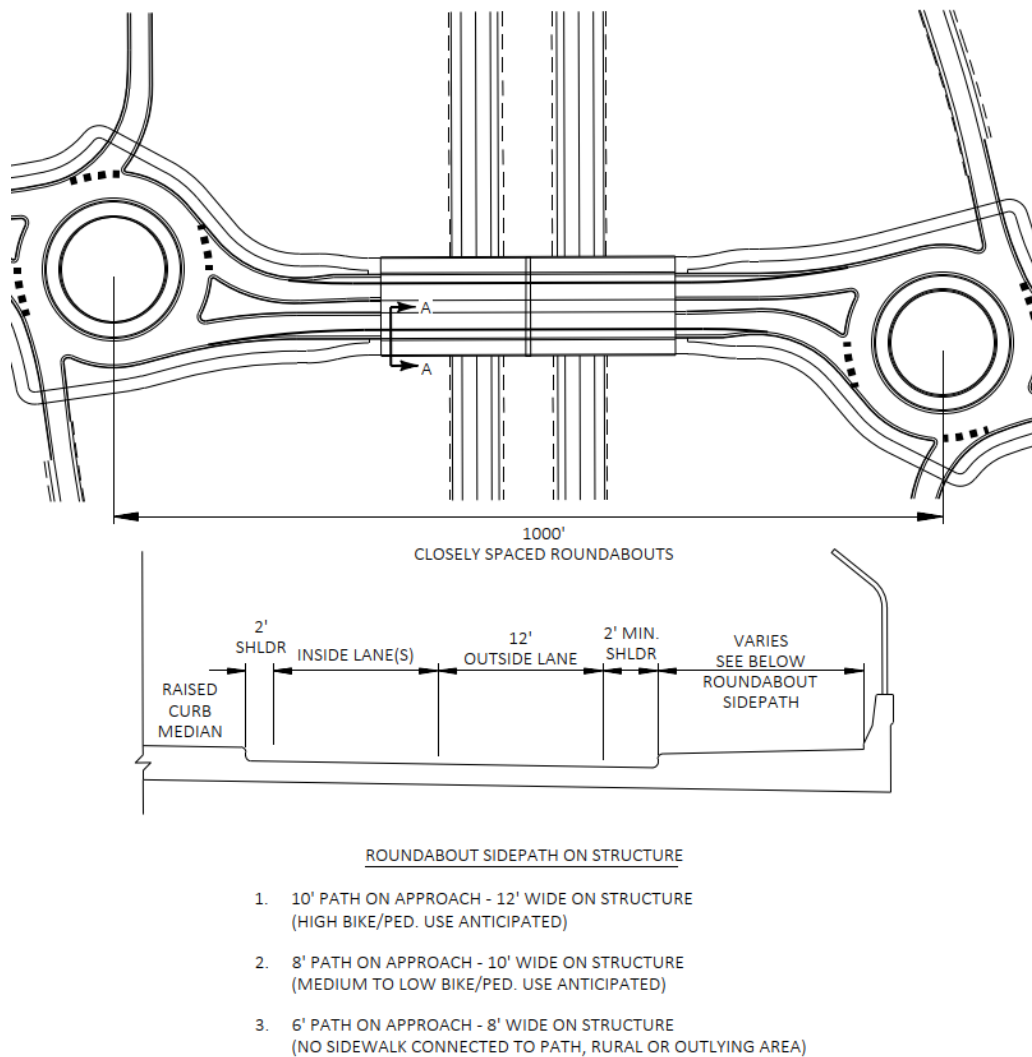 A
A
1000'
CLOSELY SPACED ROUNDABOUTS
2'
SHLDR
INSIDE LANE(S)
12'
OUTSIDE LANE
2' MIN.
SHLDR
VARIES
SEE BELOW
ROUNDABOUT
SIDEPATH
RAISED
CURB
MEDIAN
ROUNDABOUT SIDEPATH ON STRUCTURE
1. 10' PATH ON APPROACH - 12' WIDE ON STRUCTURE
(HIGH BIKE/PED. USE ANTICIPATED)
2. 8' PATH ON APPROACH - 10' WIDE ON STRUCTURE
(MEDIUM TO LOW BIKE/PED. USE ANTICIPATED)
3. 6' PATH ON APPROACH - 8' WIDE ON STRUCTURE
(NO SIDEWALK CONNECTED TO PATH, RURAL OR OUTLYING AREA)